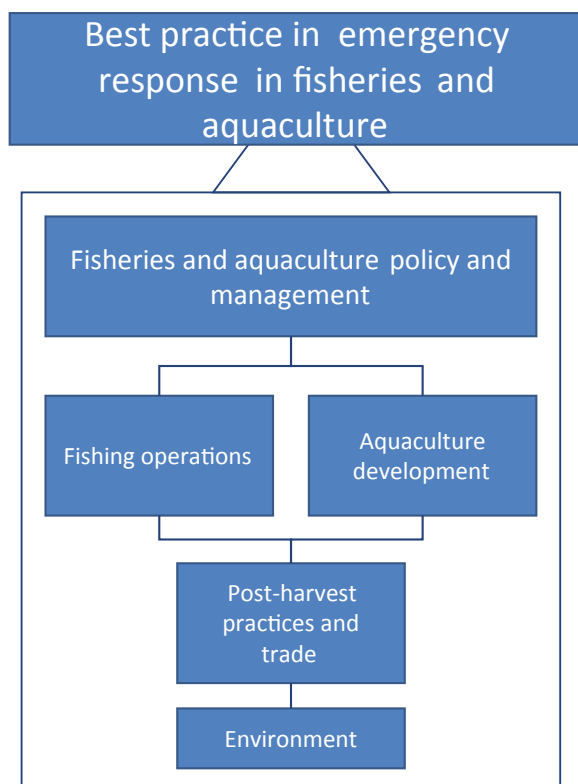 Best practice in emergency
response in fisheries and
aquaculture
Fisheries and aquaculture policy and
management
Fishing operations
Aquaculture
development
Post-harvest
practices and
trade
Environment